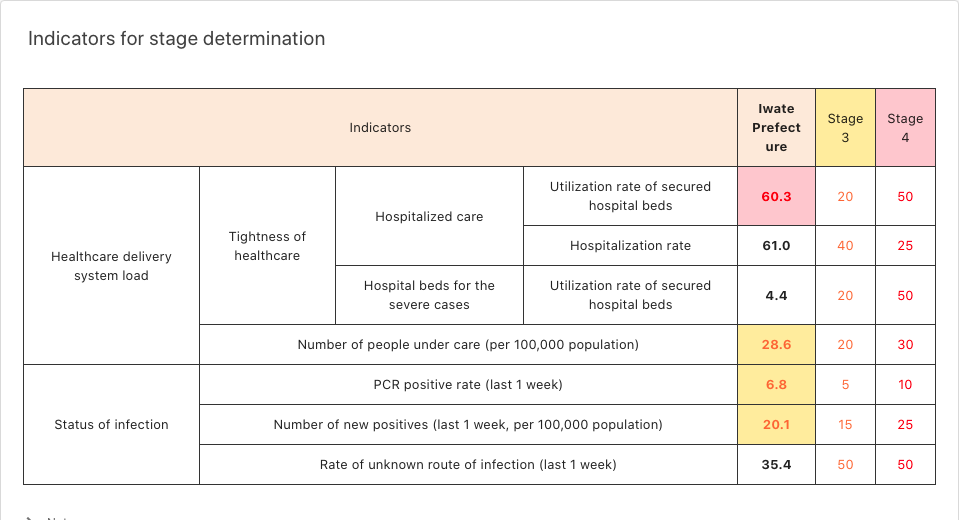 Indicators for stage determination
Indicators
Iwate
Prefect
ure
Stage
3
Stage
4
Healthcare delivery
system load
Tightness of
healthcare
Hospitalized care
Utilization rate of secured
hospital beds
60.3
20
50
Hospitalization rate
61.0
40
25
Hospital beds for the
severe cases
Utilization rate of secured
hospital beds
4.4
20
50
Number of people under care (per 100,000 population)
28.6
20
30
Status of infection
PCR positive rate (last 1 week)
6.8
5
10
Number of new positives (last 1 week, per 100,000 population)
20.1
15
25
Rate of unknown route of infection (last 1 week)
35.4
50
50